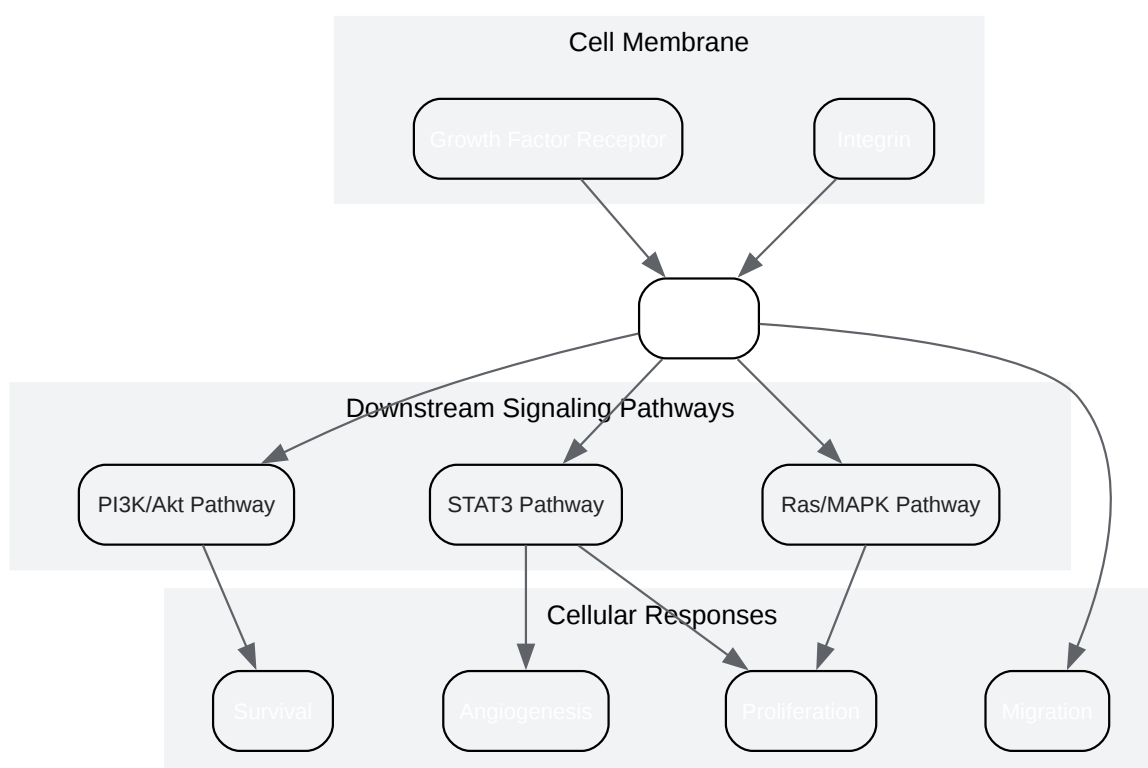 Cell Membrane
Growth Factor Receptor
Integrin
Downstream Signaling Pathways
PI3K/Akt Pathway
STAT3 Pathway
Ras/MAPK Pathway
Cellular Responses
Survival
Angiogenesis
Proliferation
Migration